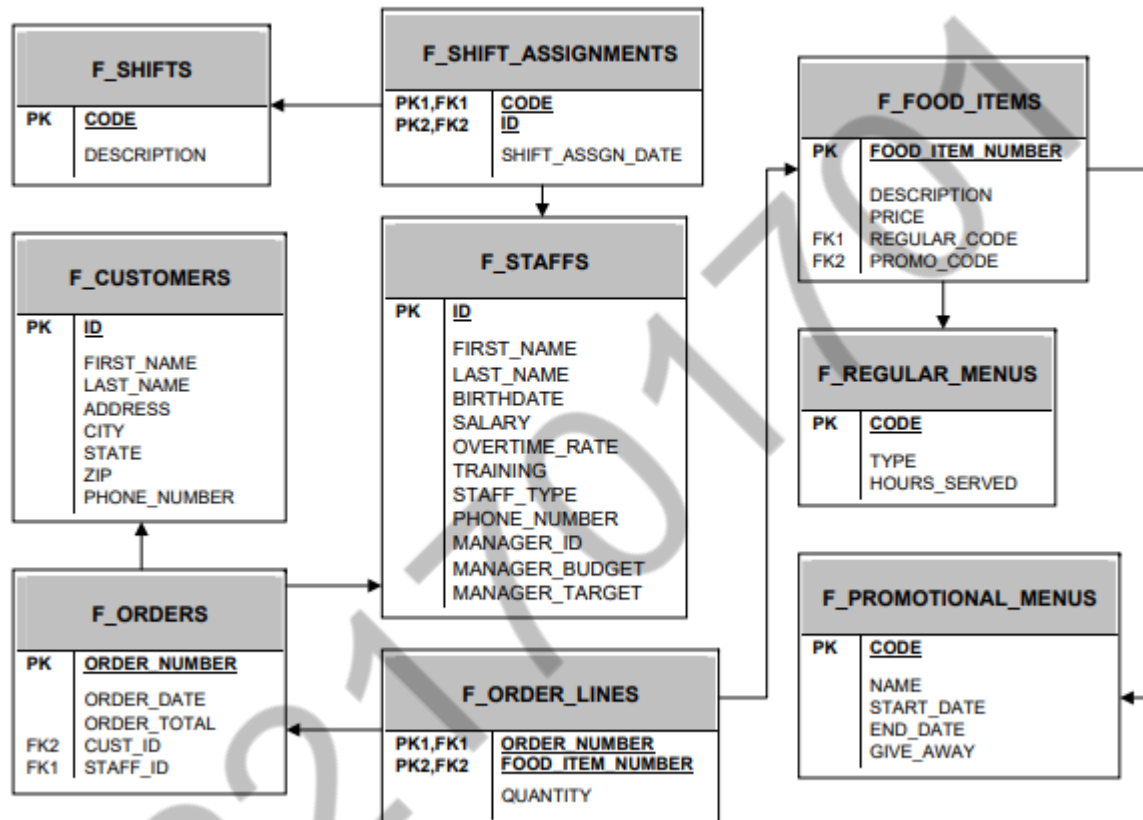 F_SHIFTS
PK CODE
DESCRIPTION
F_SHIFT_ASSIGNMENTS
PK1,FK1 CODE
PK2,FK2 ID
SHIFT_ASSGN_DATE
F_FOOD_ITEMS
PK FOOD_ITEM_NUMBER
DESCRIPTION
PRICE
FK1 REGULAR_CODE
FK2 PROMO_CODE
F_CUSTOMERS
PK ID
FIRST_NAME
LAST_NAME
ADDRESS
CITY
STATE
ZIP
PHONE_NUMBER
F_STAFFS
PK ID
FIRST_NAME
LAST_NAME
BIRTHDATE
SALARY
OVERTIME_RATE
TRAINING
STAFF_TYPE
PHONE_NUMBER
MANAGER_ID
MANAGER_BUDGET
MANAGER_TARGET
F_REGULAR_MENUS
PK CODE
TYPE
HOURS_SERVED
F_ORDERS
PK ORDER_NUMBER
ORDER_DATE
ORDER_TOTAL
FK2 CUST_ID
FK1 STAFF_ID
F_ORDER_LINES
PK1,FK1 ORDER_NUMBER
PK2,FK2 FOOD_ITEM_NUMBER
QUANTITY
F_PROMOTIONAL_MENUS
PK CODE
NAME
START_DATE
END_DATE
GIVE_AWAY